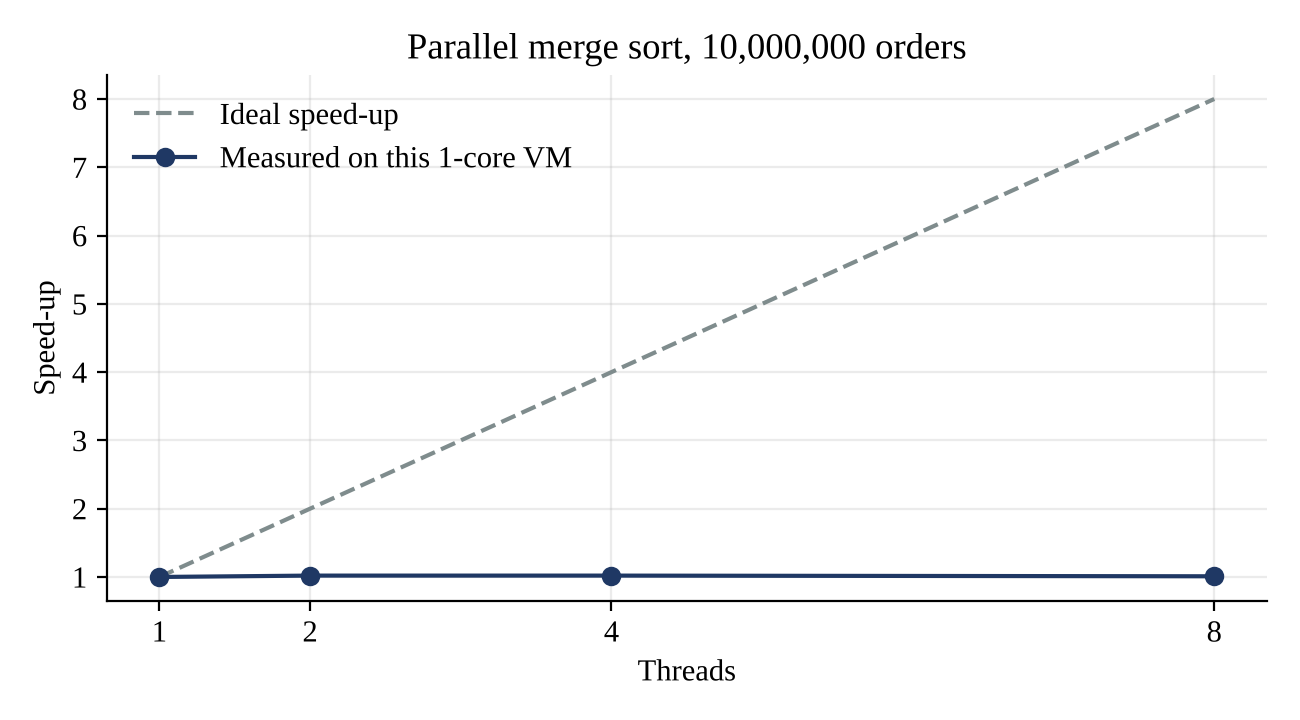 Parallel merge sort, 10,000,000 orders
Ideal speed-up
Measured on this 1-core VM
Speed-up
8
7
6
5
4
3
2
1
1 2 4 8
Threads